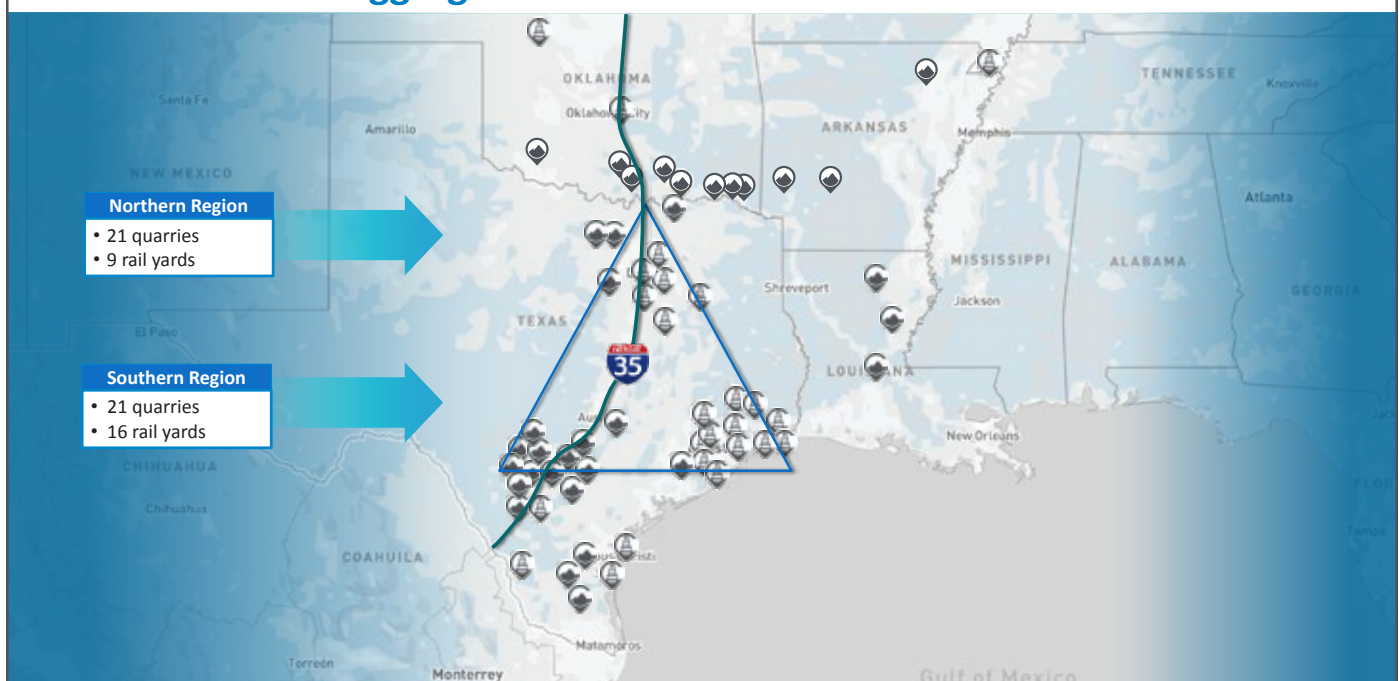 OKLAHOMA
TENNESSEE
Knoxville
Santa Fe
Amarillo
ARKANSAS
Memphis
NEW MEXICO
Northern Region
• 21 quarries
• 9 rail yards
Atlanta
MISSISSIPPI
ALABAMA
Shreveport
GEORGIA
Jackson
TEXAS
El Paso
35
Southern Region
• 21 quarries
• 16 rail yards
LOUISIANA
New Orleans
CHIHUAHUA
Chihuahua
COAHUILA
Tampa
Matamoros
Torreón
Monterrey
Gulf of Mexico